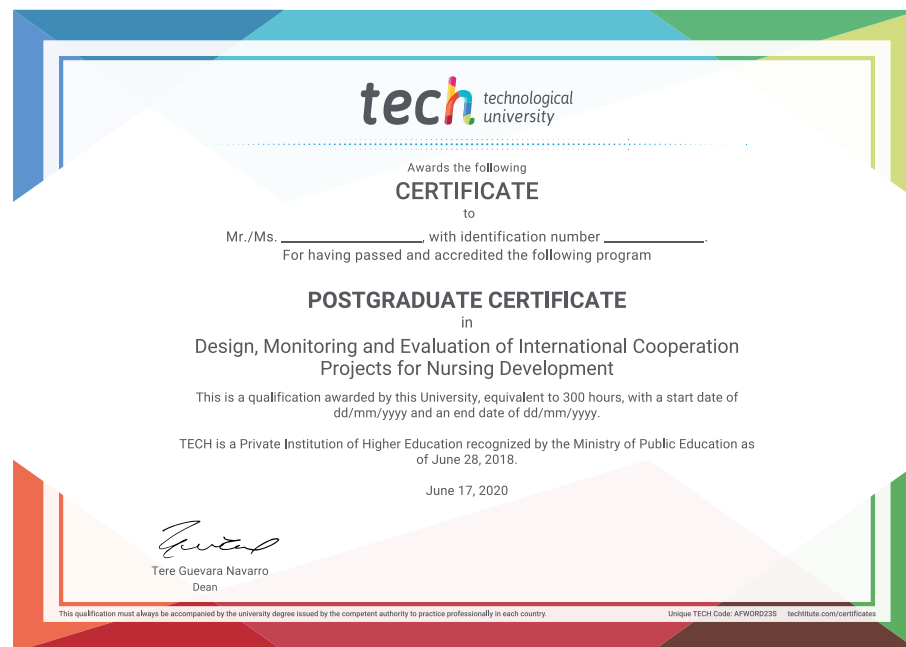 tech technological
university
Awards the following
CERTIFICATE
to
Mr./Ms. ____________________, with identification number ______________.
For having passed and accredited the following program
POSTGRADUATE CERTIFICATE
in
Design, Monitoring and Evaluation of International Cooperation
Projects for Nursing Development
This is a qualification awarded by this University, equivalent to 300 hours, with a start date of
dd/mm/yyyy and an end date of dd/mm/yyyy.
TECH is a Private Institution of Higher Education recognized by the Ministry of Public Education as
of June 28, 2018.
June 17, 2020
Tere Guevara Navarro
Dean
This qualification must always be accompanied by the university degree issued by the competent authority to practice professionally in each country. Unique TECH Code: AFWORD23S techtitute.com/certificates